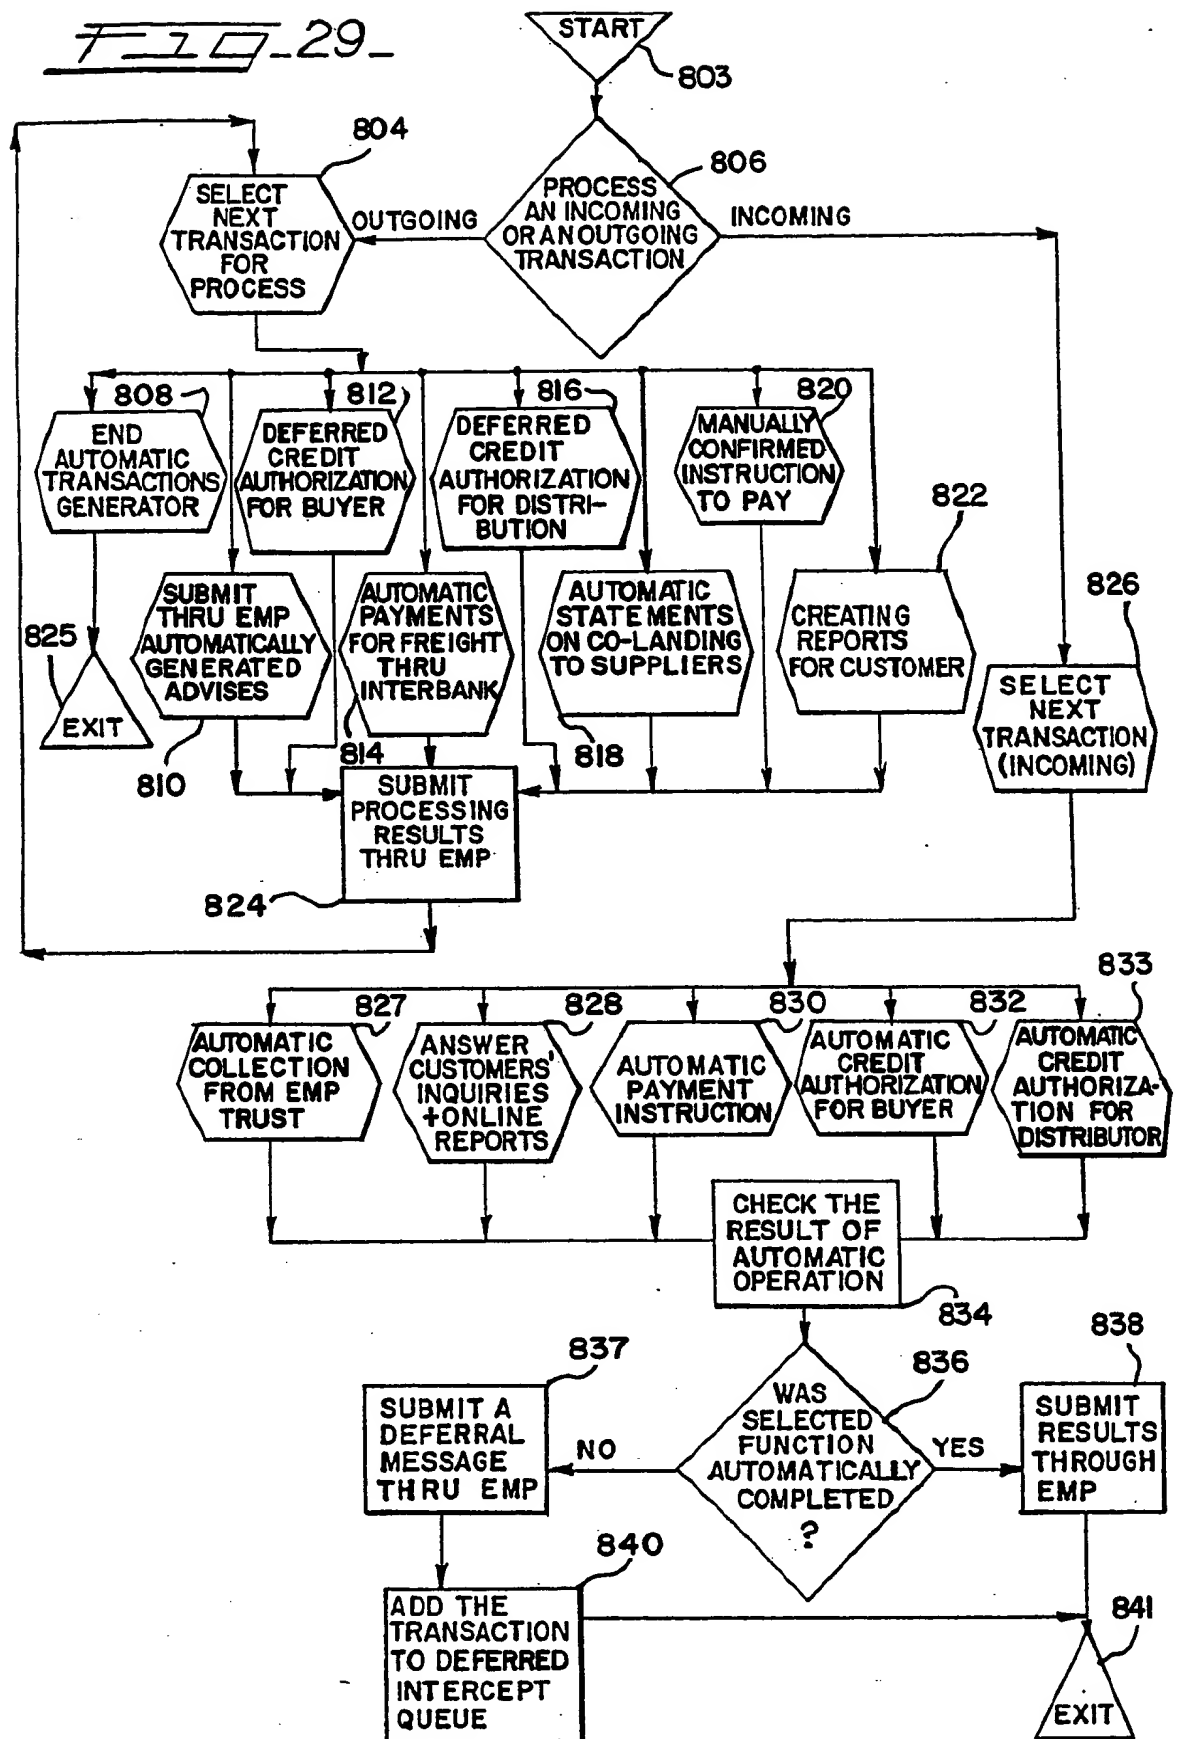 FIG_29_
START
803
804
806
SELECT
NEXT
TRANSACTION
FOR
PROCESS
OUTGOING
PROCESS
AN INCOMING
OR AN OUTGOING
TRANSACTION
INCOMING
808
END
AUTOMATIC
TRANSACTIONS
GENERATOR
812
DEFERRED
CREDIT
AUTHORIZATION
FOR BUYER
816
DEFERRED
CREDIT
AUTHORIZATION
FOR DISTRI-
BUTION
820
MANUALLY
CONFIRMED
INSTRUCTION
TO PAY
822
825
EXIT
SUBMIT
THRU EMP
AUTOMATICALLY
GENERATED
ADVISES
810
AUTOMATIC
PAYMENTS
FOR FREIGHT
THRU
INTERBANK
814
AUTOMATIC
STATEMENTS
ON CO-LANDING
TO SUPPLIERS
818
CREATING
REPORTS
FOR CUSTOMER
826
SELECT
NEXT
TRANSACTION
(INCOMING)
SUBMIT
PROCESSING
RESULTS
THRU EMP
824
827
AUTOMATIC
COLLECTION
FROM EMP
TRUST
828
ANSWER
CUSTOMERS'
INQUIRIES
+ONLINE
REPORTS
830
AUTOMATIC
PAYMENT
INSTRUCTION
832
AUTOMATIC
CREDIT
AUTHORIZATION
FOR BUYER
833
AUTOMATIC
CREDIT
AUTHORIZA-
TION FOR
DISTRIBUTOR
CHECK THE
RESULT OF
AUTOMATIC
OPERATION
834
837
SUBMIT A
DEFERRAL
MESSAGE
THRU EMP
NO
836
WAS
SELECTED
FUNCTION
AUTOMATICALLY
COMPLETED
?
YES
838
SUBMIT
RESULTS
THROUGH
EMP
840
ADD THE
TRANSACTION
TO DEFERRED
INTERCEPT
QUEUE
841
EXIT